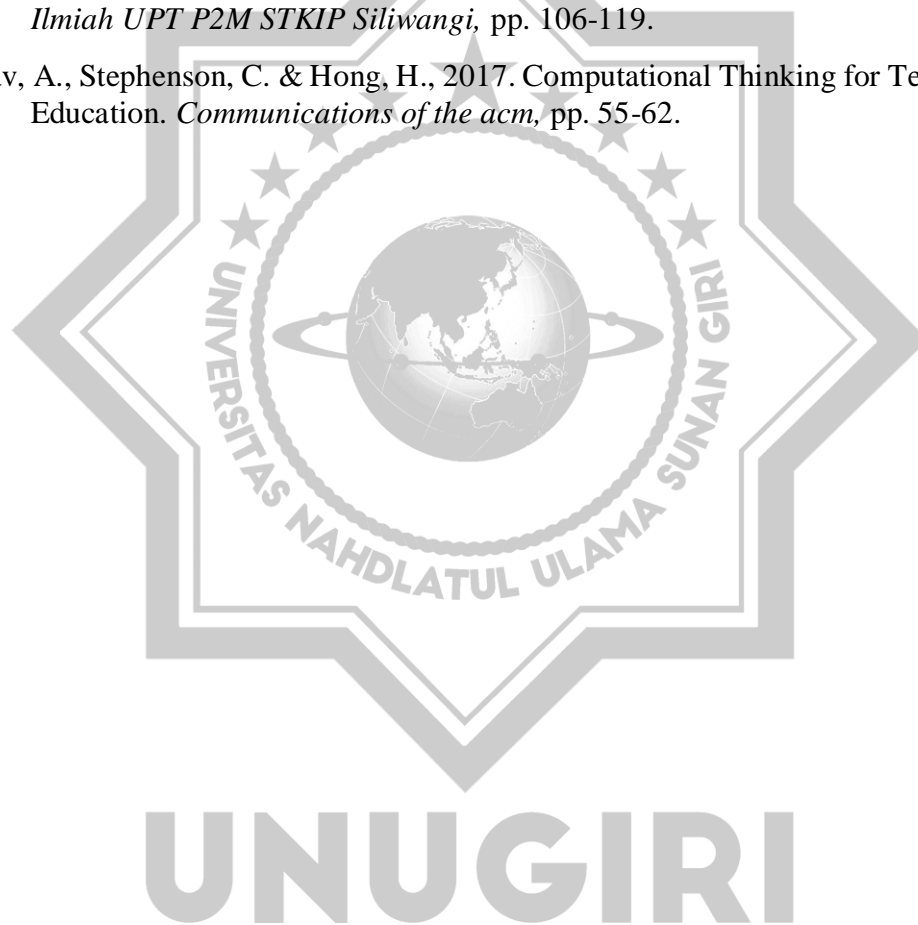 Ilmiah UPT P2M STKIP Siliwangi, pp. 106-119.
A., Stephenson, C. & Hong, H., 2017. Computational Thinking for
Education. Communications of the acm, pp. 55-62.
UNIVERSITAS NAHDLATUL ULAMA SUNAN GIRI
UNUGIRI